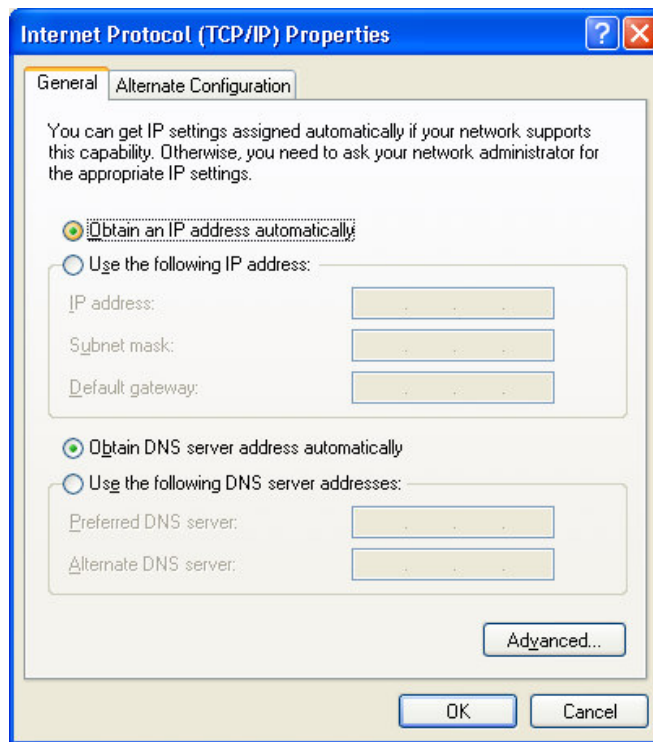 Internet Protocol (TCP/IP) Properties
General
Alternate Configuration
You can get IP settings assigned automatically if your network supports
this capability. Otherwise, you need to ask your network administrator for
the appropriate IP settings.
Obtain an IP address automatically
Use the following IP address:
IP address:
Subnet mask:
Default gateway:
Obtain DNS server address automatically
Use the following DNS server addresses:
Preferred DNS server:
Alternate DNS server:
Advanced...
OK
Cancel